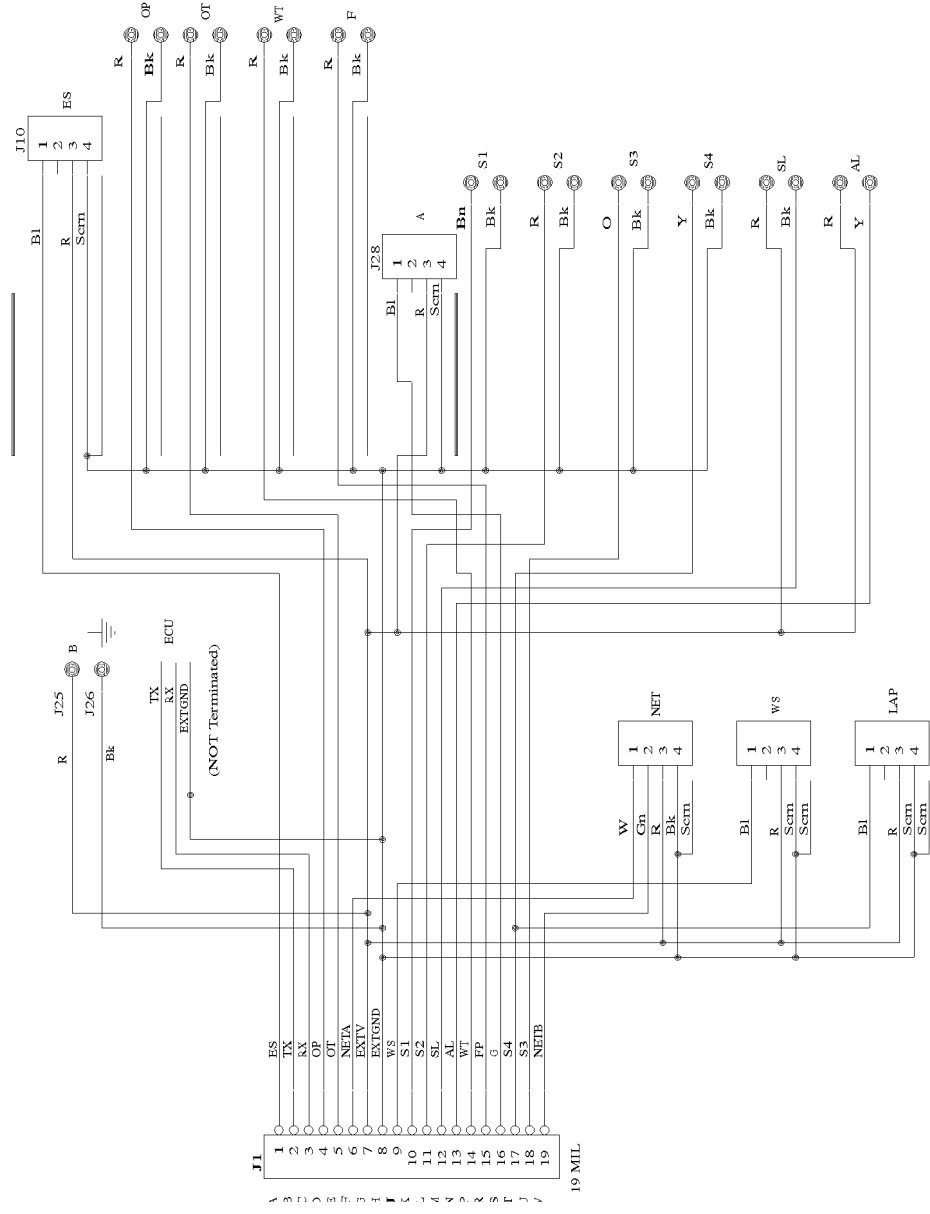 OP
OT
WT
F
R
Bk
R
Bk
R
Bk
R
Bk
J10
ES
1
2
3
4
Bl
R
Scrn
J28
A
1
2
3
4
Bl
R
Scrn
S1
S2
S3
S4
SL
AL
Bn
Bk
R
Bk
O
Bk
Y
Bk
R
Bk
R
Y
J25
B
J26
R
Bk
ECU
TX
RX
EXTGND
(NOT Terminated)
NET
1
2
3
4
W
Gn
R
Bk
Scrn
WS
1
2
3
4
Bl
R
Scrn
Scrn
LAP
1
2
3
4
Bl
R
Scrn
Scrn
ES
TX
RX
OP
OT
NETA
EXTV
EXTGND
WS
S1
S2
SL
AL
WT
FP
G
S4
S3
NETB
J1
1
2
3
4
5
6
7
8
9
10
11
12
13
14
15
16
17
18
19
19 MIL